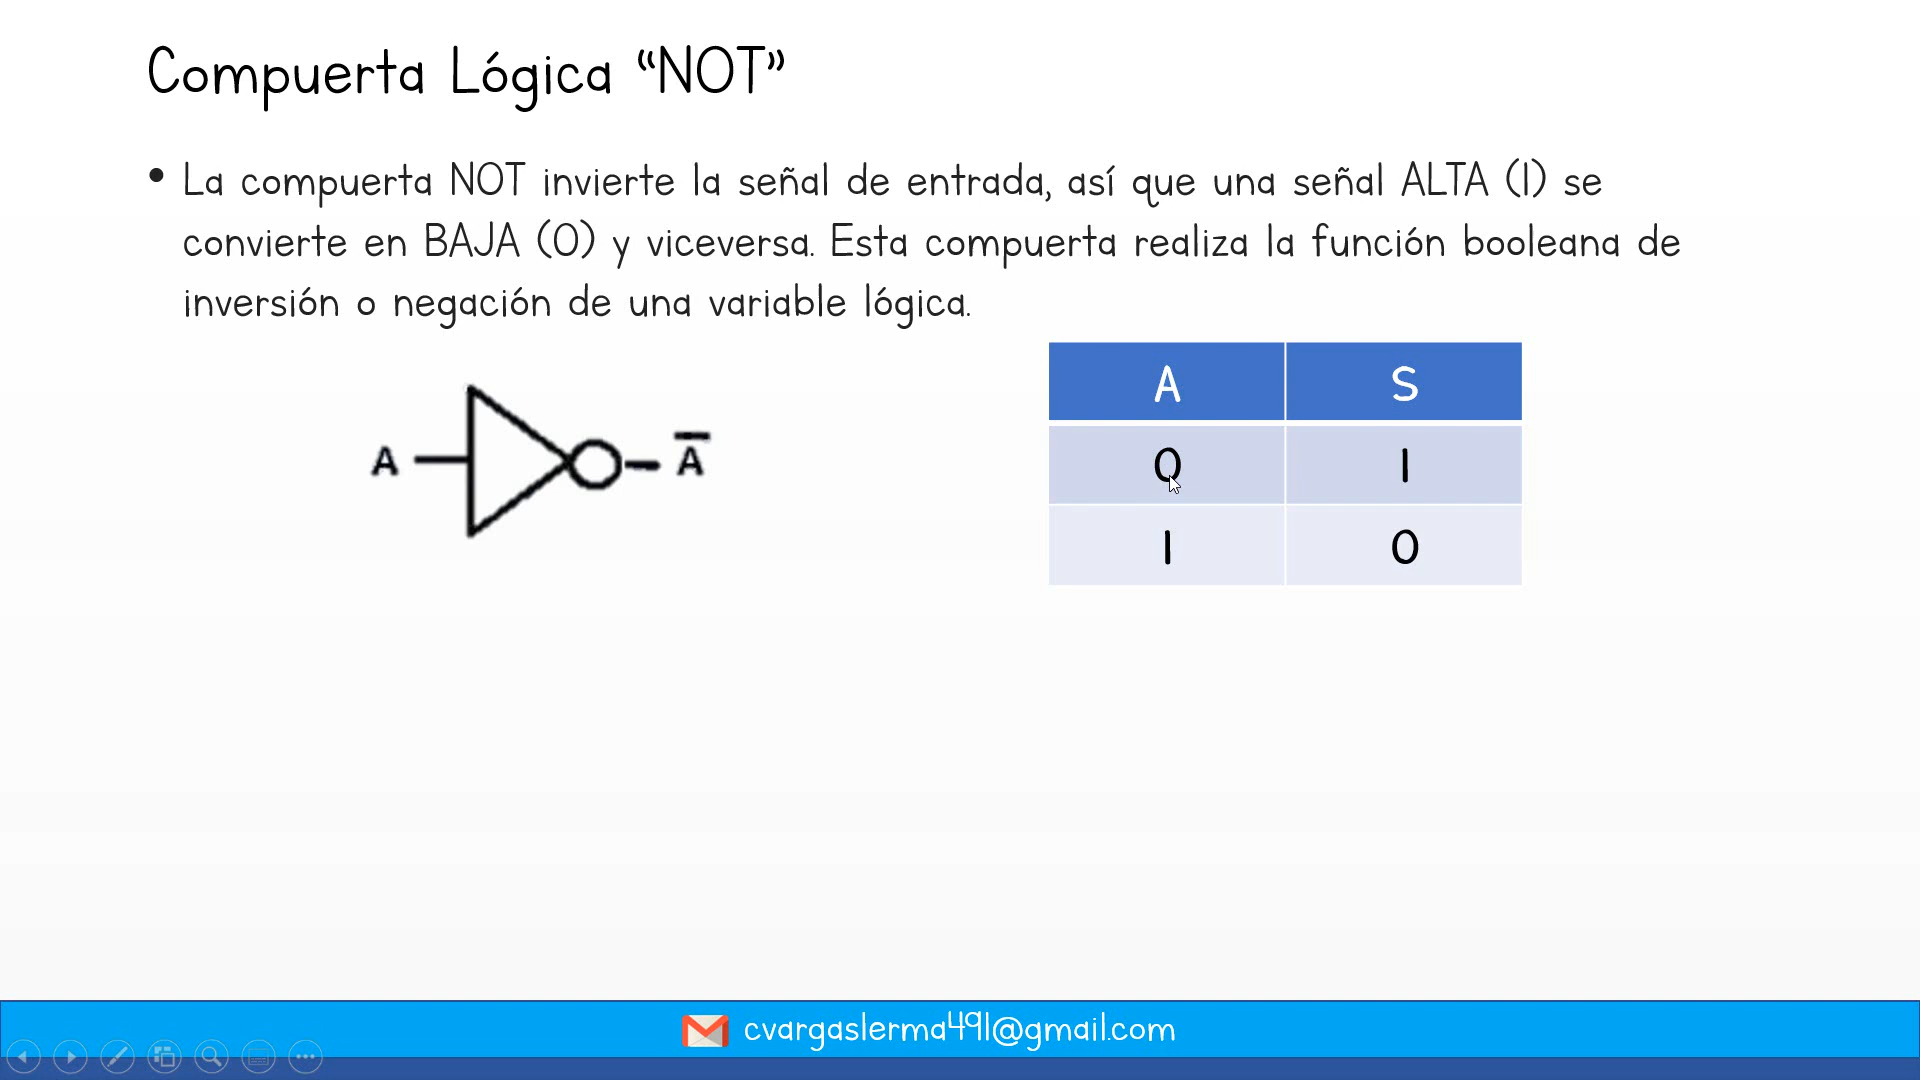 Compuerta Lógica “NOT”
• La compuerta NOT invierte la señal de entrada, así que una señal ALTA (1) se
convierte en BAJA (0) y viceversa. Esta compuerta realiza la función booleana de
inversión o negación de una variable lógica.
A S
0 1
1 0
A A̅
cvargaslerma491@gmail.com